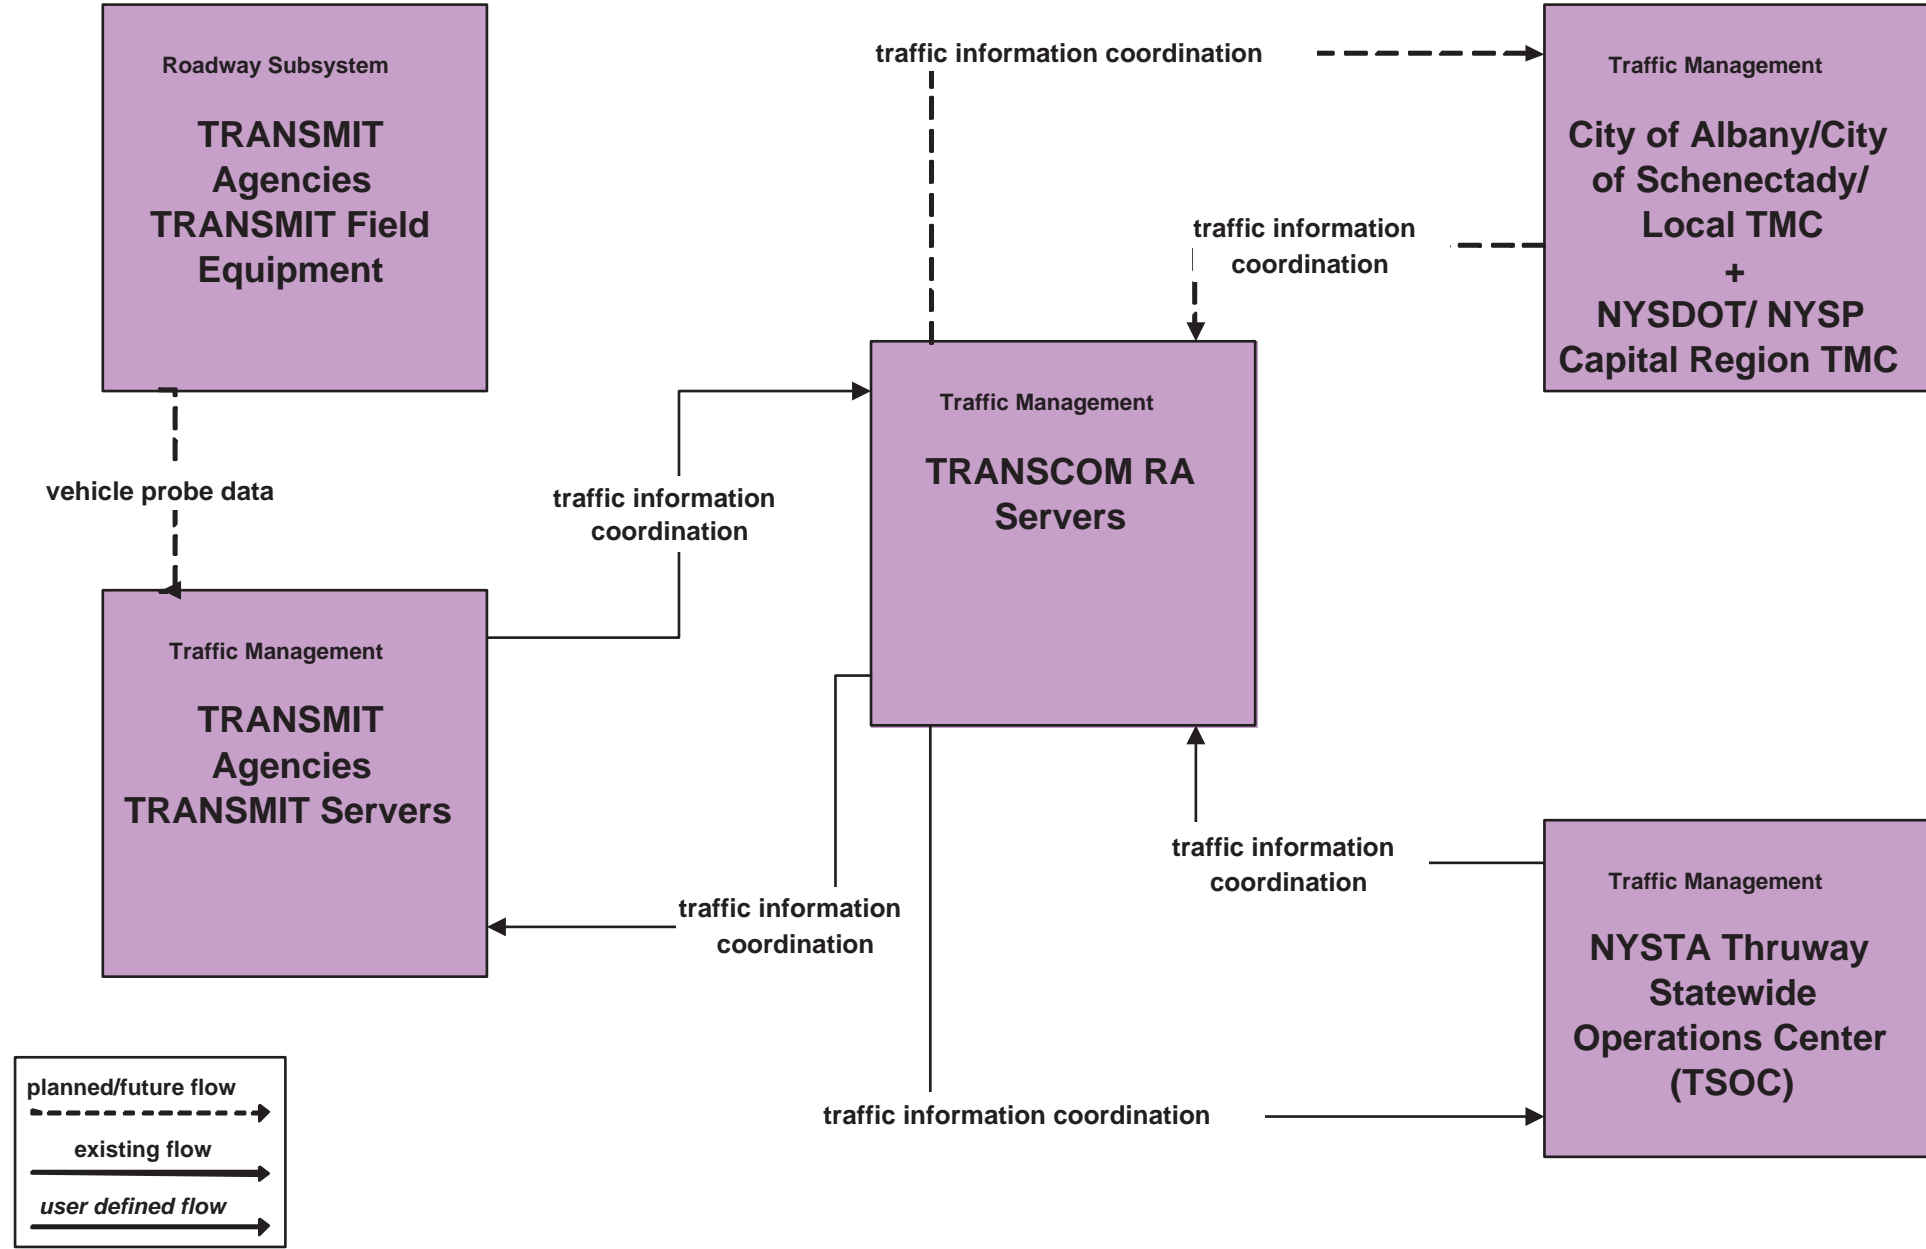 Roadway Subsystem
TRANSMIT
Agencies
TRANSMIT Field
Equipment
traffic information coordination
Traffic Management
City of Albany/City
of Schenectady/
Local TMC
+
NYSDOT/ NYSP
Capital Region TMC
traffic information
coordination
vehicle probe data
traffic information
coordination
Traffic Management
TRANSCOM RA
Servers
Traffic Management
TRANSMIT
Agencies
TRANSMIT Servers
traffic information
coordination
traffic information
coordination
Traffic Management
NYSTA Thruway
Statewide
Operations Center
(TSOC)
traffic information coordination
planned/future flow
existing flow
user defined flow